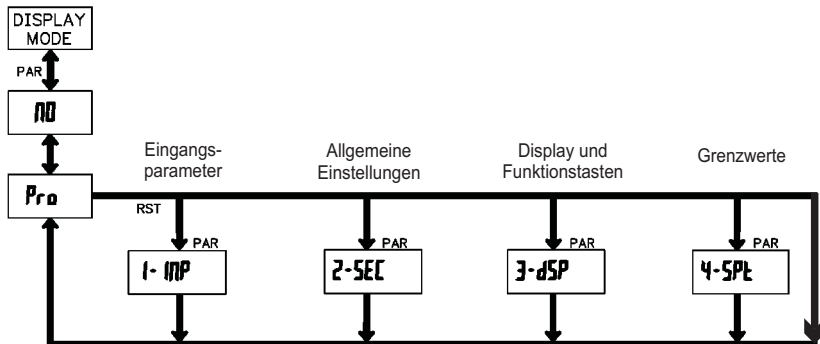 DISPLAY
MODE
PAR
NO
Pro
Eingangs-
parameter
Allgemeine
Einstellungen
Display und
Funktionstasten
Grenzwerte
RST
PAR
PAR
PAR
PAR
1-INP
2-SEC
3-dSP
4-SPt